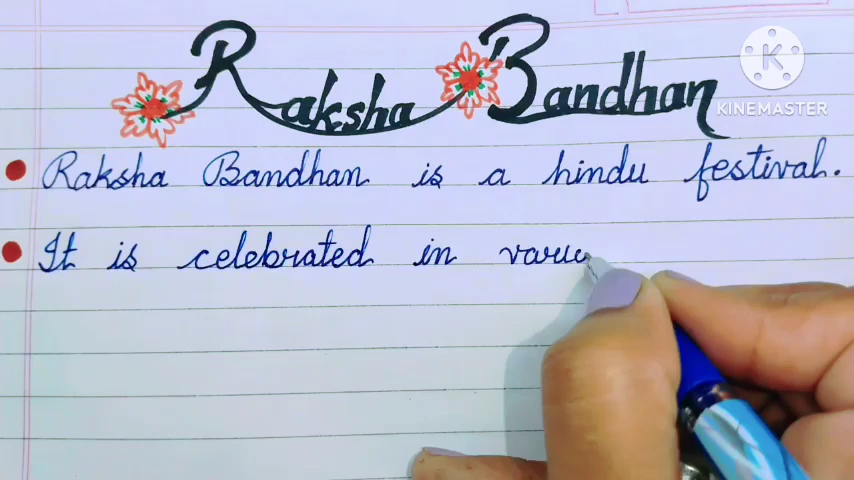 Raksha Bandhan
KINEMASTER
Raksha Bandhan is a hindu festival.
It is celebrated in